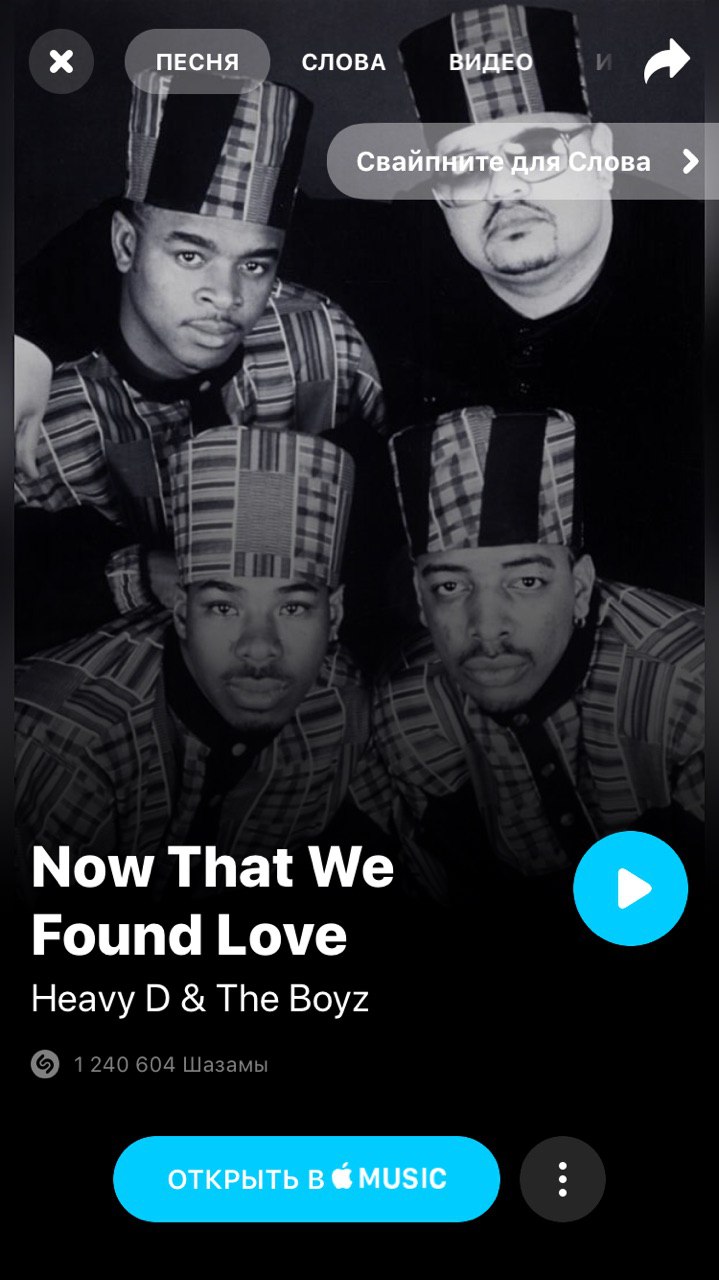 ПЕСНЯ СЛОВА ВИДЕО И
Свайпните для Слова
Now That We
Found Love
Heavy D & The Boyz
1 240 604 Шазамы
ОТКРЫТЬ В MUSIC